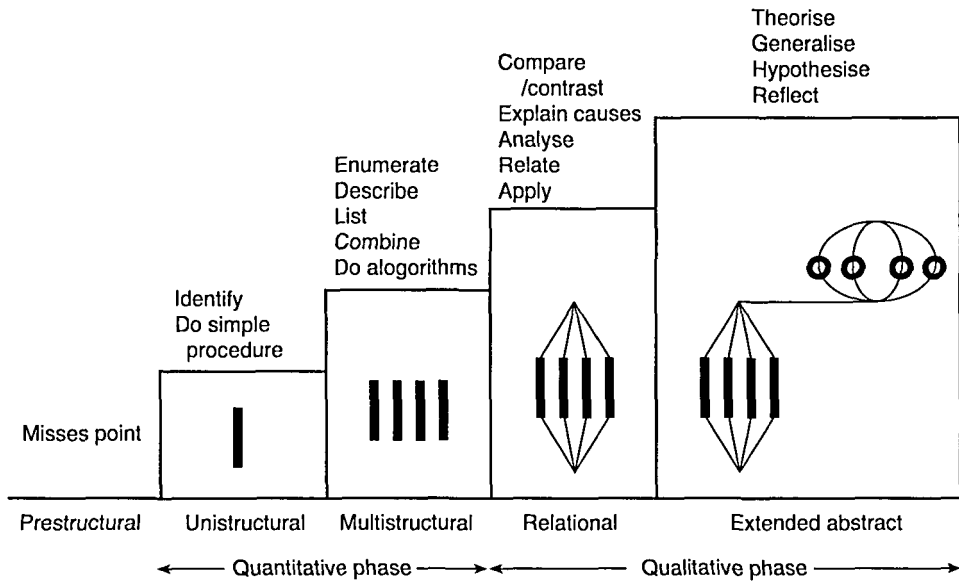 Misses point
Identify
Do simple
procedure
Enumerate
Describe
List
Combine
Do alogorithms
Compare
/contrast
Explain causes
Analyse
Relate
Apply
Theorise
Generalise
Hypothesise
Reflect
Prestructural
Unistructural
Multistructural
Relational
Extended abstract
Quantitative phase
Qualitative phase